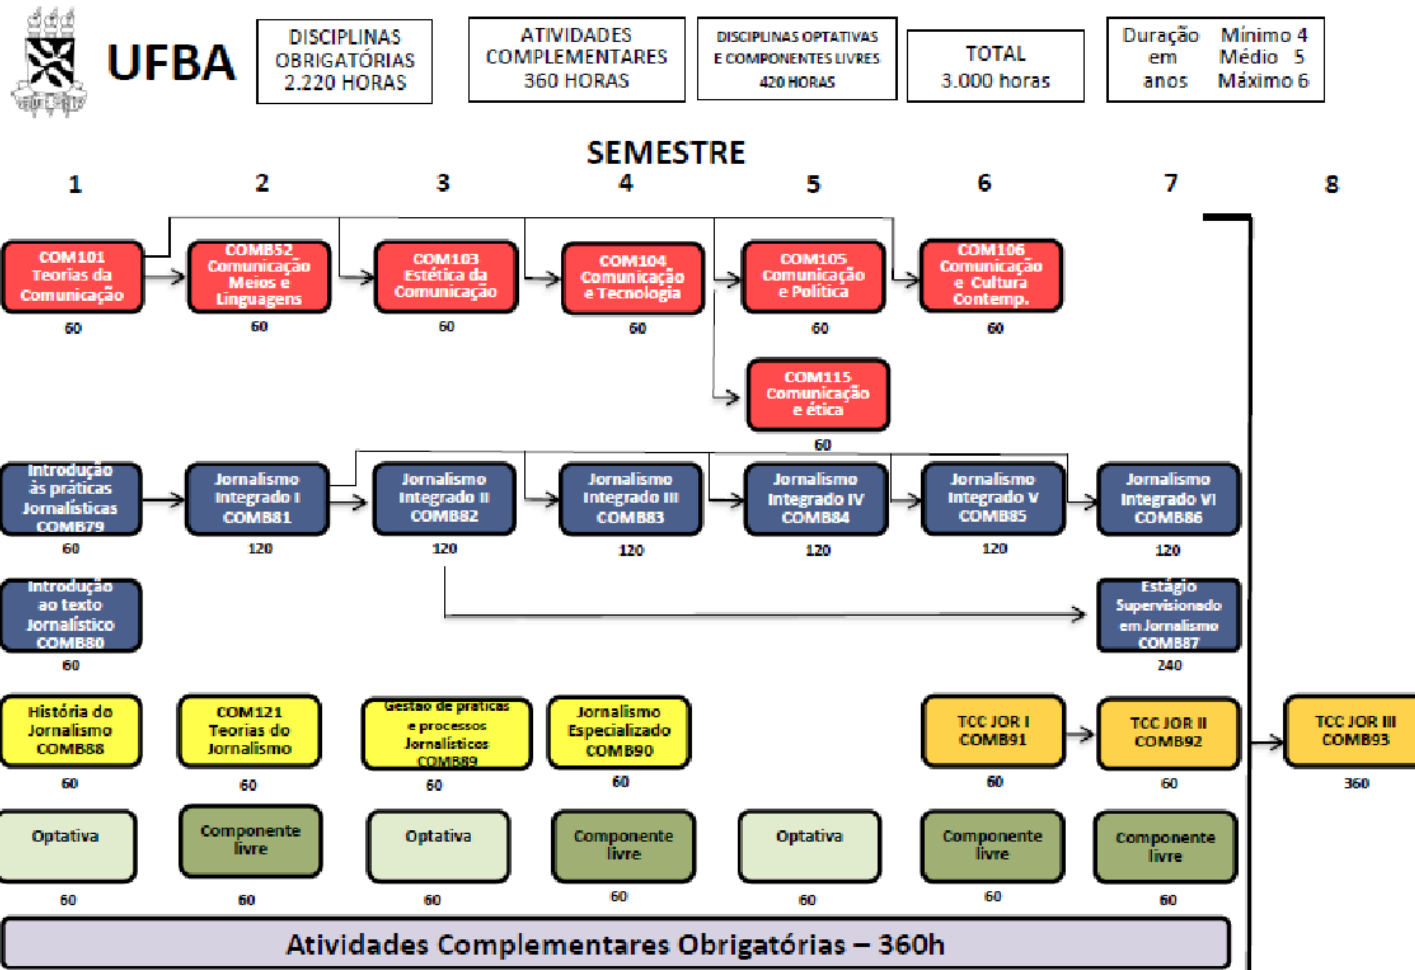 UFBA
DISCIPLINAS
OBRIGATÓRIAS
2.220 HORAS
ATIVIDADES
COMPLEMENTARES
360 HORAS
DISCIPLINAS OPTATIVAS
E COMPONENTES LIVRES
420 HORAS
TOTAL
3.000 horas
Duração em anos
Mínimo 4
Médio 5
Máximo 6
SEMESTRE
1 2 3 4 5 6 7 8
COM101
Teorias da
Comunicação
60
COMB52
Comunicação
Meios e
Linguagens
60
COM103
Estética da
Comunicação
60
COM104
Comunicação
e Tecnologia
60
COM105
Comunicação
e Política
60
COM106
Comunicação
e Cultura
Contemp.
60
COM115
Comunicação
e ética
60
Introdução
às práticas
Jornalísticas
COMB79
60
Jornalismo
Integrado I
COMB81
120
Jornalismo
Integrado II
COMB82
120
Jornalismo
Integrado III
COMB83
120
Jornalismo
Integrado IV
COMB84
120
Jornalismo
Integrado V
COMB85
120
Jornalismo
Integrado VI
COMB86
120
Introdução
ao texto
Jornalístico
COMB80
60
Estágio
Supervisionado
em Jornalismo
COMB87
240
História do
Jornalismo
COMB88
60
COM121
Teorias do
Jornalismo
60
Gestão de práticas
e processos
Jornalísticos
COMB89
60
Jornalismo
Especializado
COMB90
60
TCC JOR I
COMB91
60
TCC JOR II
COMB92
60
TCC JOR III
COMB93
360
Optativa
60
Componente
livre
60
Optativa
60
Componente
livre
60
Optativa
60
Componente
livre
60
Componente
livre
60
Atividades Complementares Obrigatórias – 360h